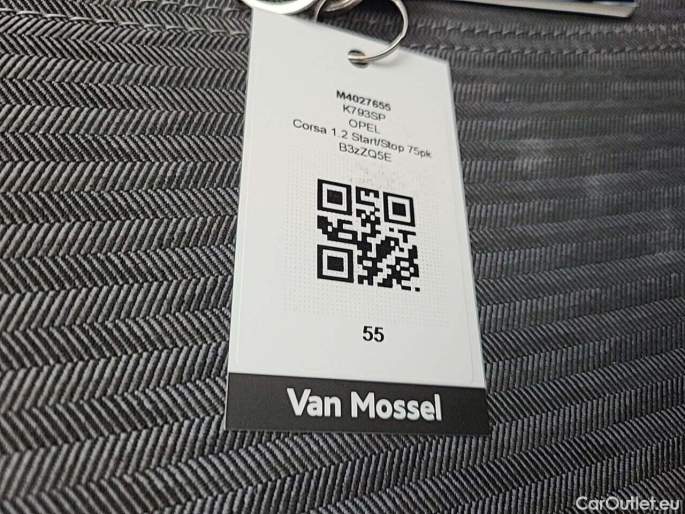 M4027655
K793SP
OPEL
Corsa 1.2 Start/Stop 75pk
B3zZQ5E
55
Van Mossel
CarOutlet.eu